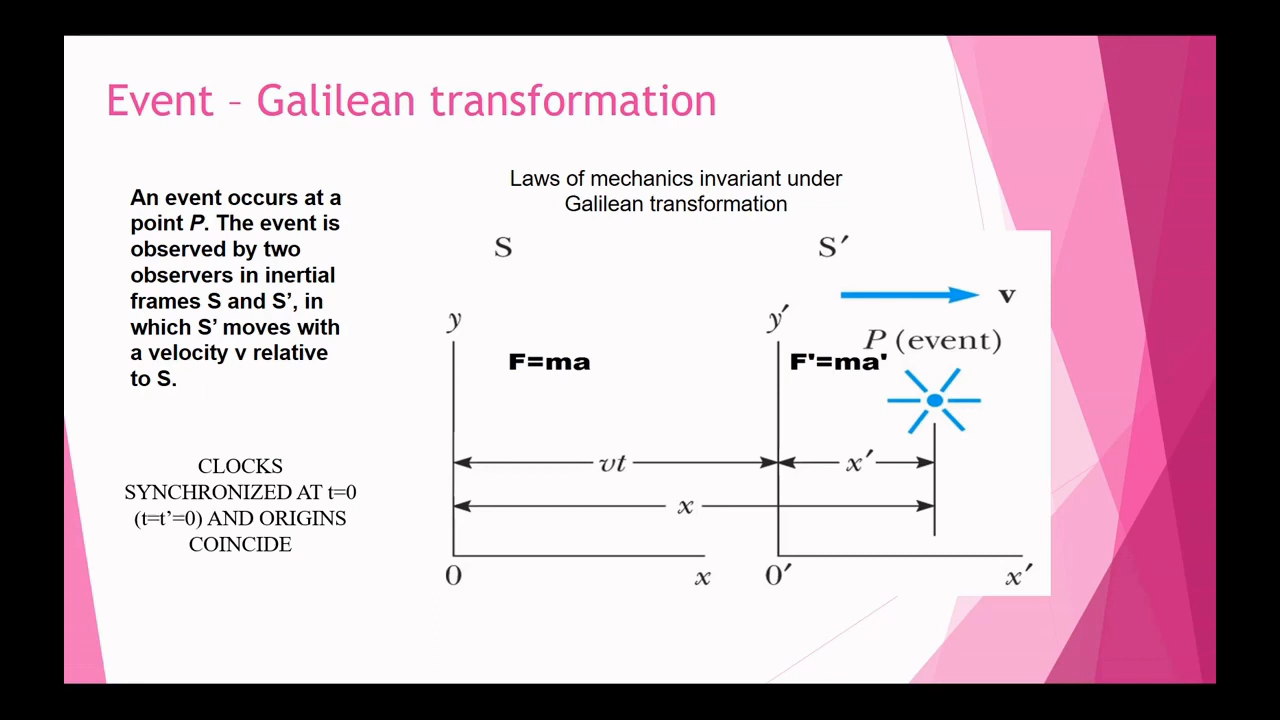 Event – Galilean transformation
An event occurs at a
point P. The event is
observed by two
observers in inertial
frames S and S’, in
which S’ moves with
a velocity v relative
to S.
CLOCKS
SYNCHRONIZED AT t=0
(t=t’=0) AND ORIGINS
COINCIDE
Laws of mechanics invariant under
Galilean transformation
S
S′
v
y
y′
P (event)
F=ma
F'=ma'
vt
x′
x
0
x
0′
x′